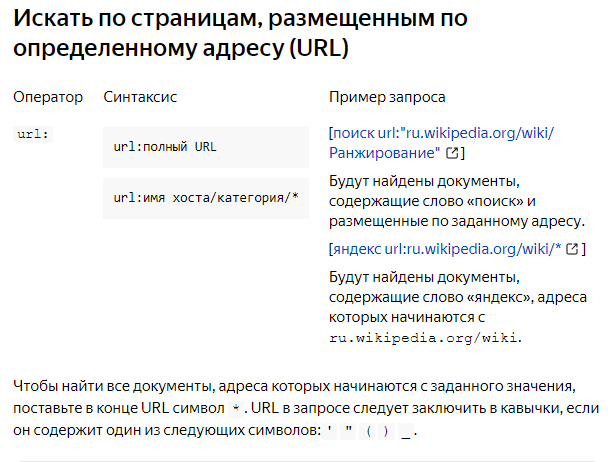 Искать по страницам, размещенным по
определенному адресу (URL)
Оператор Синтаксис Пример запроса
url:
url:полный URL
url:имя хоста/категория/*
[поиск url:"ru.wikipedia.org/wiki/
Ранжирование" ]
Будут найдены документы,
содержащие слово «поиск» и
размещенные по заданному адресу.
[яндекс url:ru.wikipedia.org/wiki/* ]
Будут найдены документы,
содержащие слово «яндекс», адреса
которых начинаются с
ru.wikipedia.org/wiki.
Чтобы найти все документы, адреса которых начинаются с заданного значения,
поставьте в конце URL символ *. URL в запросе следует заключить в кавычки, если
он содержит один из следующих символов: ' " ( ) _.